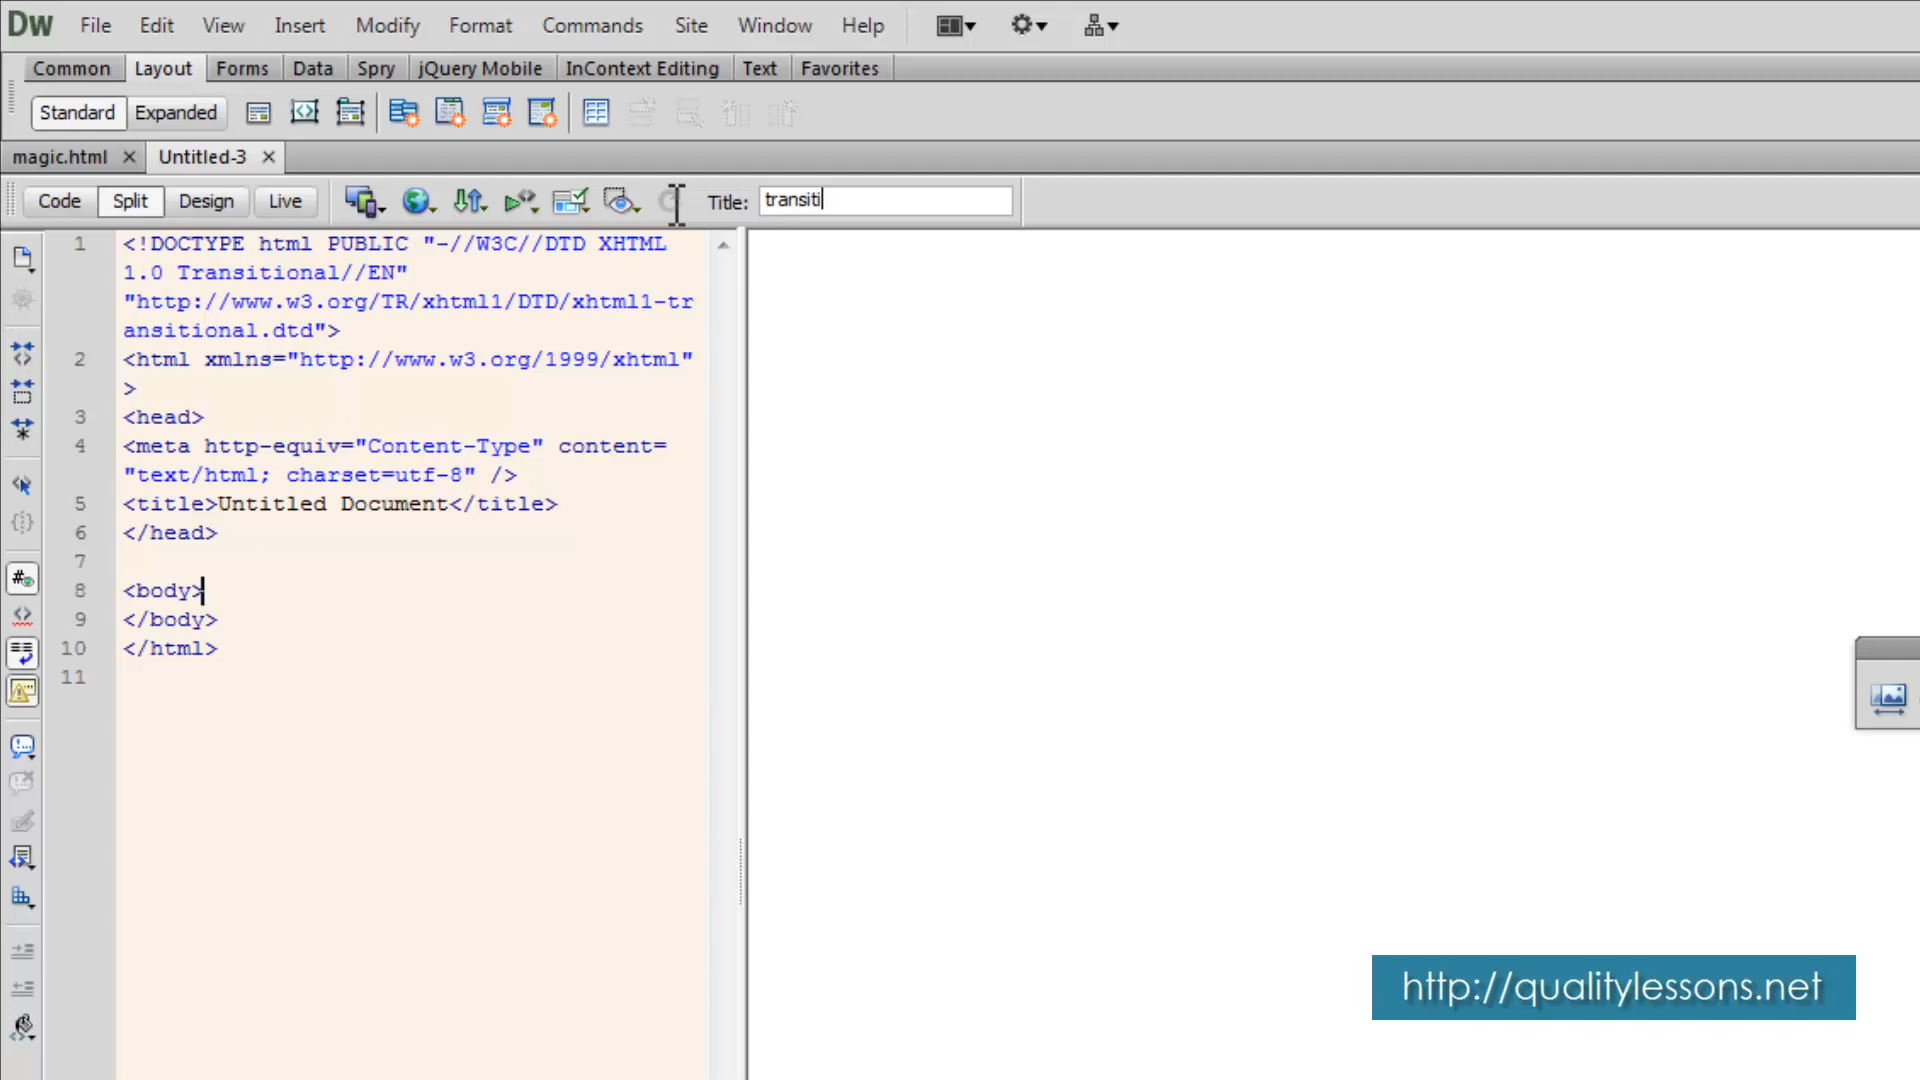 DW File Edit View Insert Modify Format Commands Site Window Help
Common Layout Forms Data Spry jQuery Mobile InContext Editing Text Favorites
Standard Expanded
magic.html Untitled-3
Code Split Design Live Title: transiti
1 <!DOCTYPE html PUBLIC "-//W3C//DTD XHTML
1.0 Transitional//EN"
"http://www.w3.org/TR/xhtml1/DTD/xhtml1-tr
ansitional.dtd">
2 <html xmlns="http://www.w3.org/1999/xhtml"
>
3 <head>
4 <meta http-equiv="Content-Type" content=
"text/html; charset=utf-8" />
5 <title>Untitled Document</title>
6 </head>
7
8 <body>
9 </body>
10 </html>
11
http://qualitylessons.net